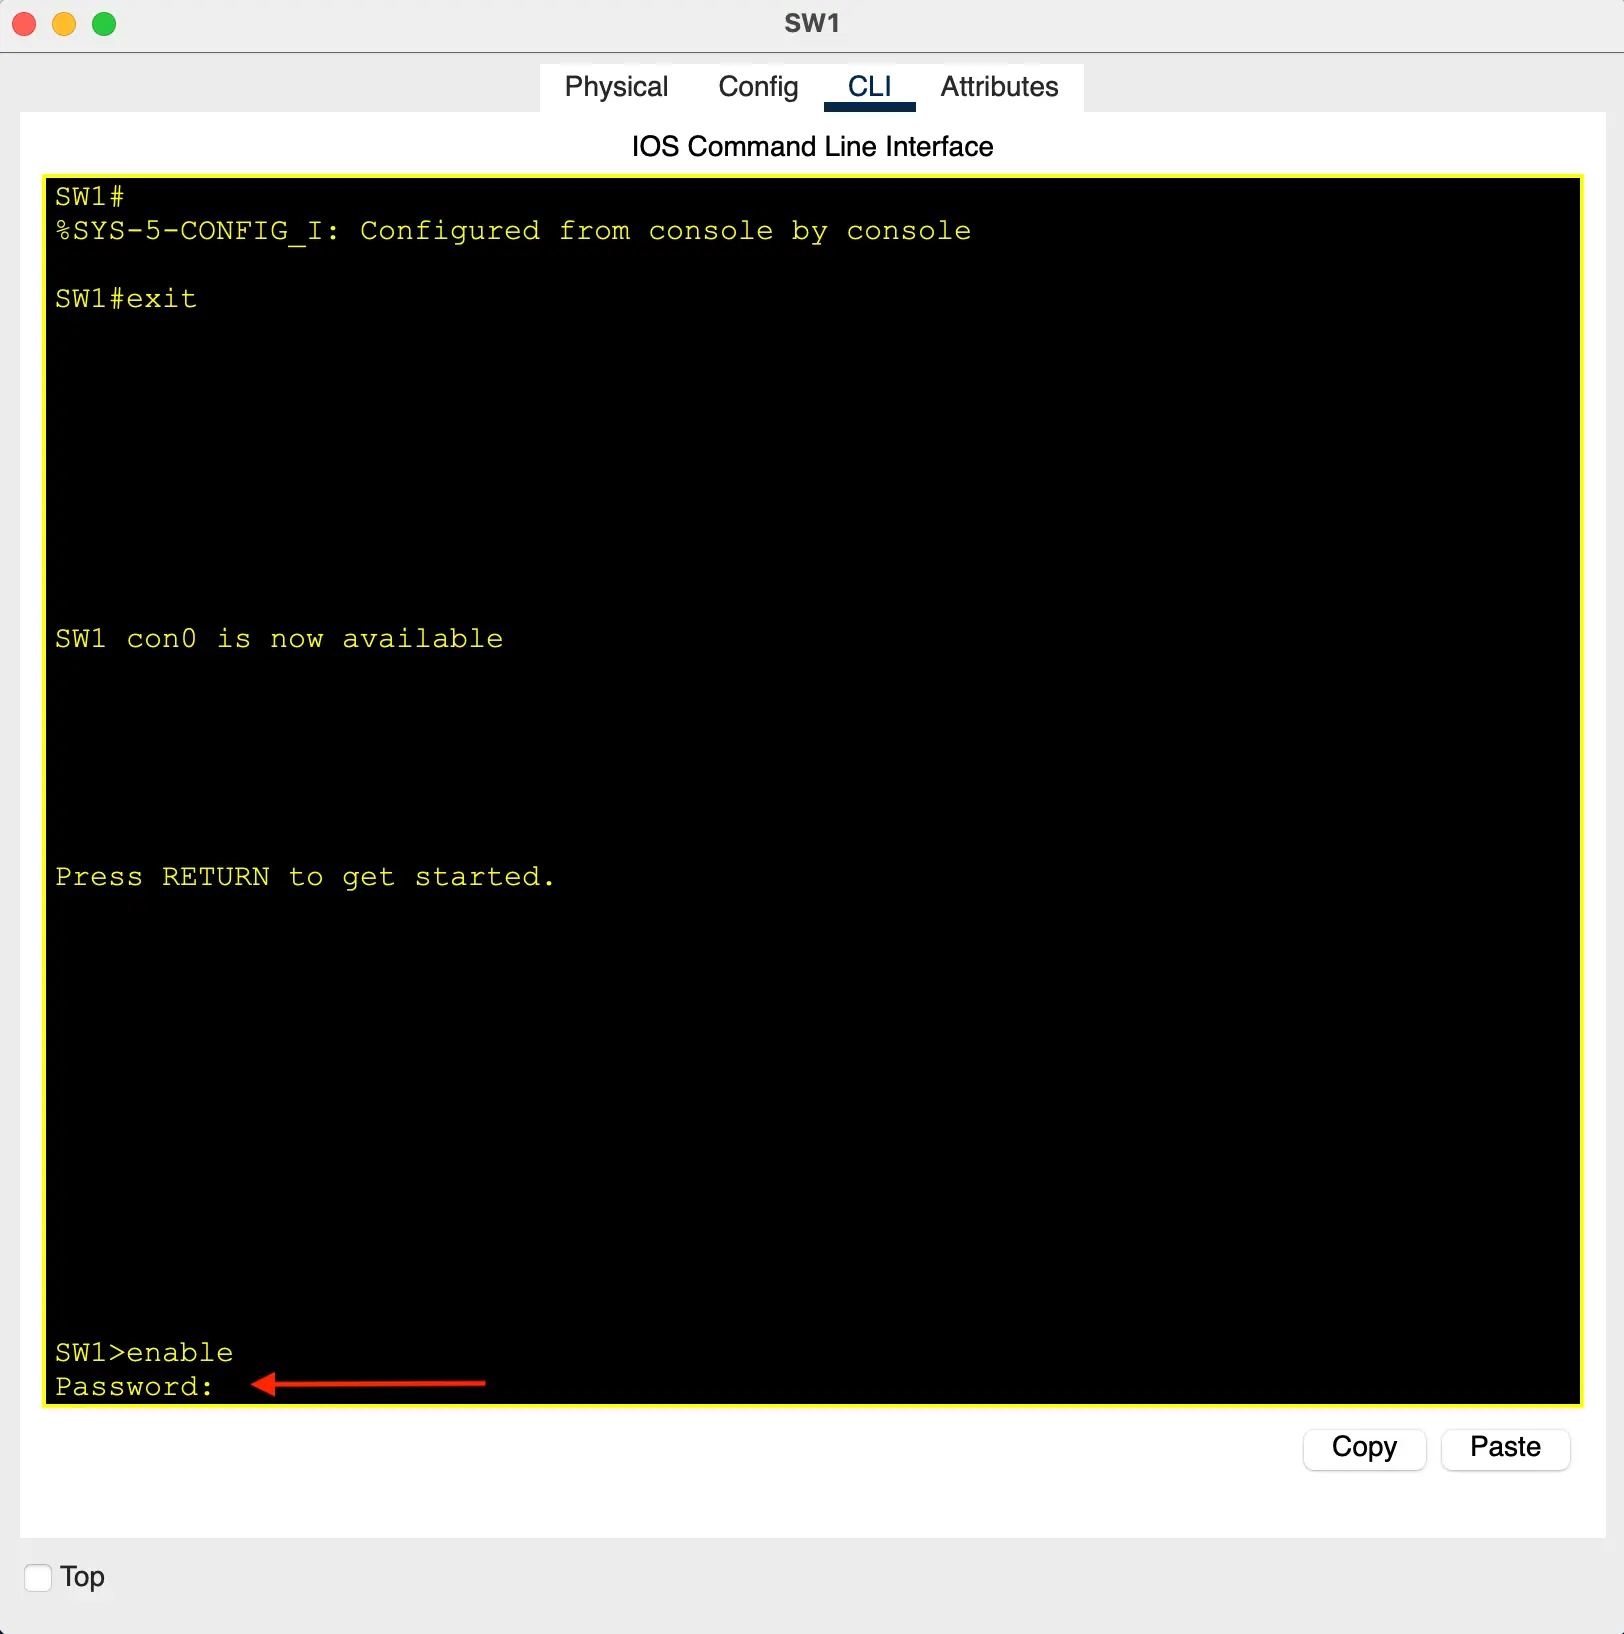 SW1
Physical Config CLI Attributes
IOS Command Line Interface
SW1#
%SYS-5-CONFIG_I: Configured from console by console
SW1#exit
SW1 con0 is now available
Press RETURN to get started.
SW1>enable
Password:
Copy Paste
Top